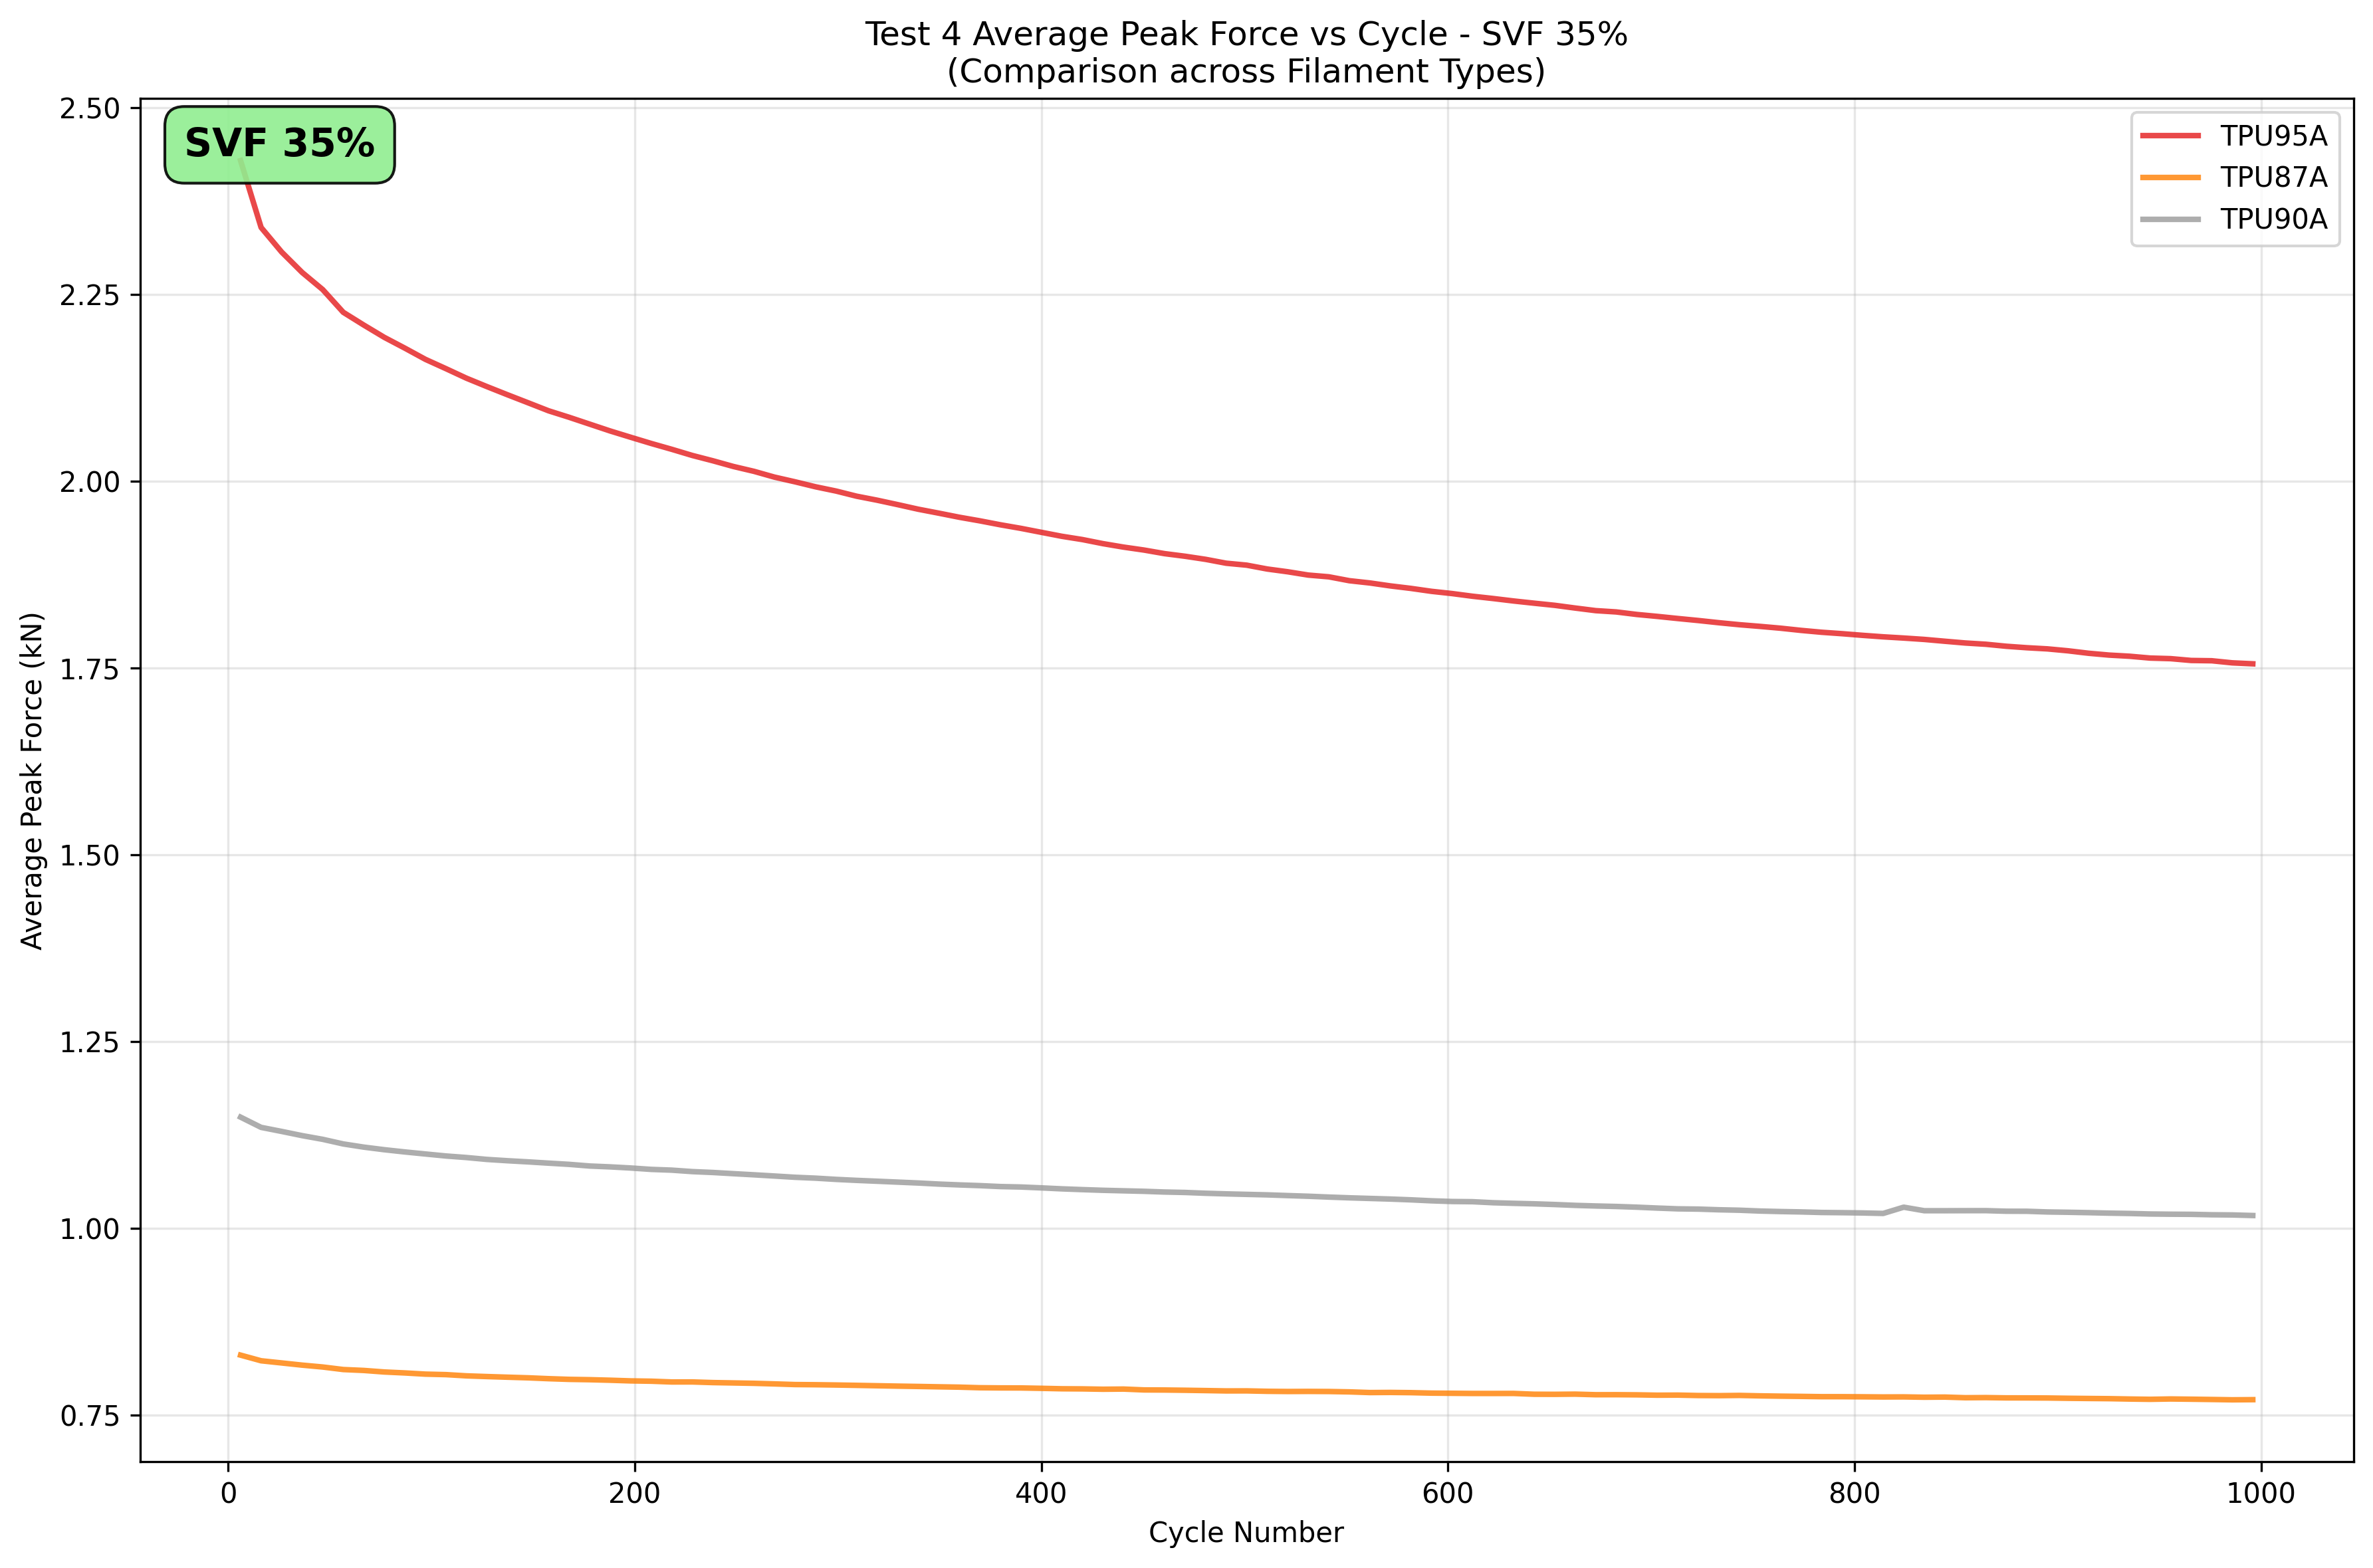 Test 4 Average Peak Force vs Cycle - SVF 35%
(Comparison across Filament Types)
SVF 35%
TPU95A
TPU87A
TPU90A
Average Peak Force (kN)
2.50
2.25
2.00
1.75
1.50
1.25
1.00
0.75
0 200 400 600 800 1000
Cycle Number